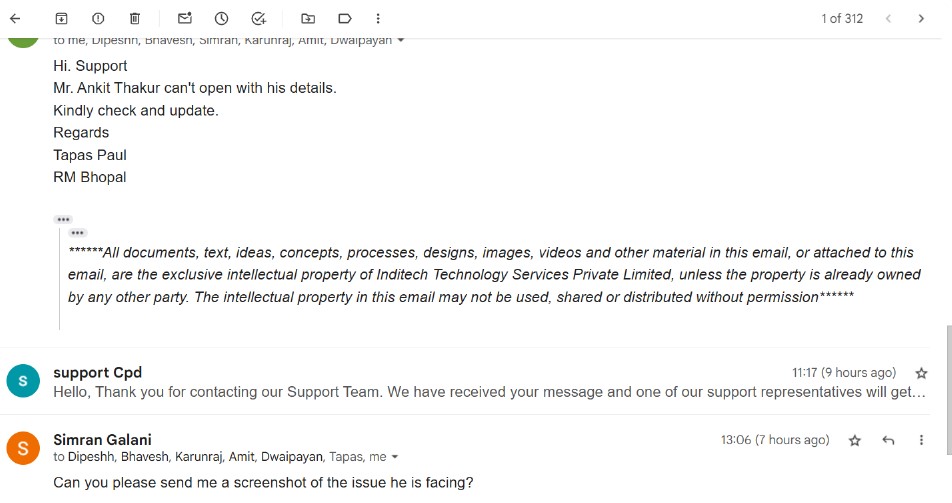 1 of 312
to me, Dipeshh, Bhavesh, Simran, Karunraj, Amit, Dwaipayan
Hi. Support
Mr. Ankit Thakur can't open with his details.
Kindly check and update.
Regards
Tapas Paul
RM Bhopal
******All documents, text, ideas, concepts, processes, designs, images, videos and other material in this email, or attached to this
email, are the exclusive intellectual property of Inditech Technology Services Private Limited, unless the property is already owned
by any other party. The intellectual property in this email may not be used, shared or distributed without permission******
S
support Cpd
11:17 (9 hours ago)
Hello, Thank you for contacting our Support Team. We have received your message and one of our support representatives will get...
S
Simran Galani
13:06 (7 hours ago)
to Dipeshh, Bhavesh, Karunraj, Amit, Dwaipayan, Tapas, me
Can you please send me a screenshot of the issue he is facing?